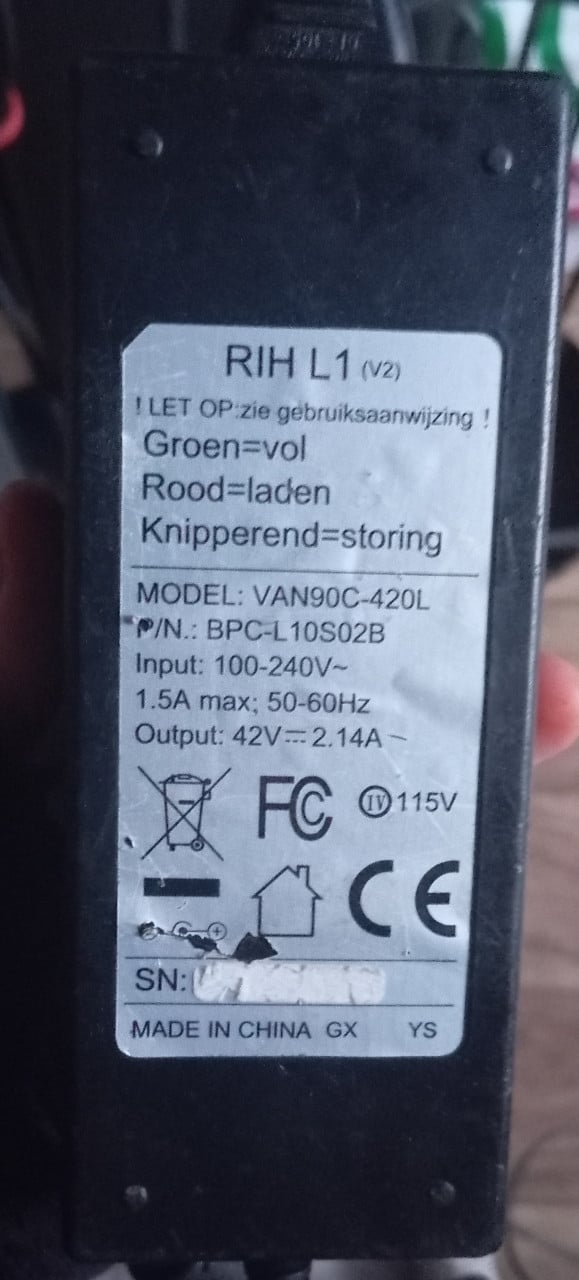 RIH L1 (V2)
! LET OP:zie gebruiksaanwijzing !
Groen=vol
Rood=laden
Knipperend=storing
MODEL: VAN90C-420L
P/N.: BPC-L10S02B
Input: 100-240V~
1.5A max; 50-60Hz
Output: 42V⎓2.14A
FC IV 115V
CE
SN:
MADE IN CHINA GX YS